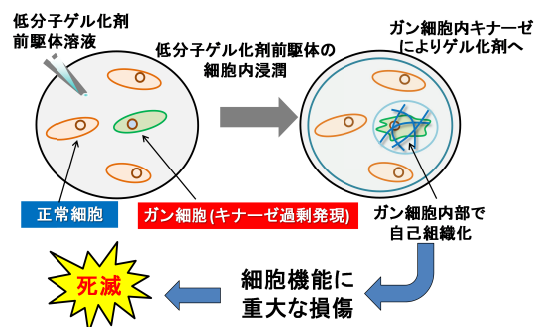 低分子ゲル化剤
前駆体溶液
低分子ゲル化剤前駆体の
細胞内浸潤
ガン細胞内キナーゼ
によりゲル化剤へ
正常細胞
ガン細胞(キナーゼ過剰発現)
ガン細胞内部で
自己組織化
細胞機能に
重大な損傷
死滅